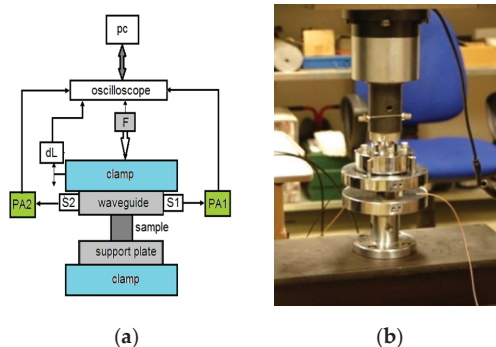 pc
oscilloscope
F
dL
clamp
PA2
S2
waveguide
S1
PA1
sample
support plate
clamp
(a)
(b)